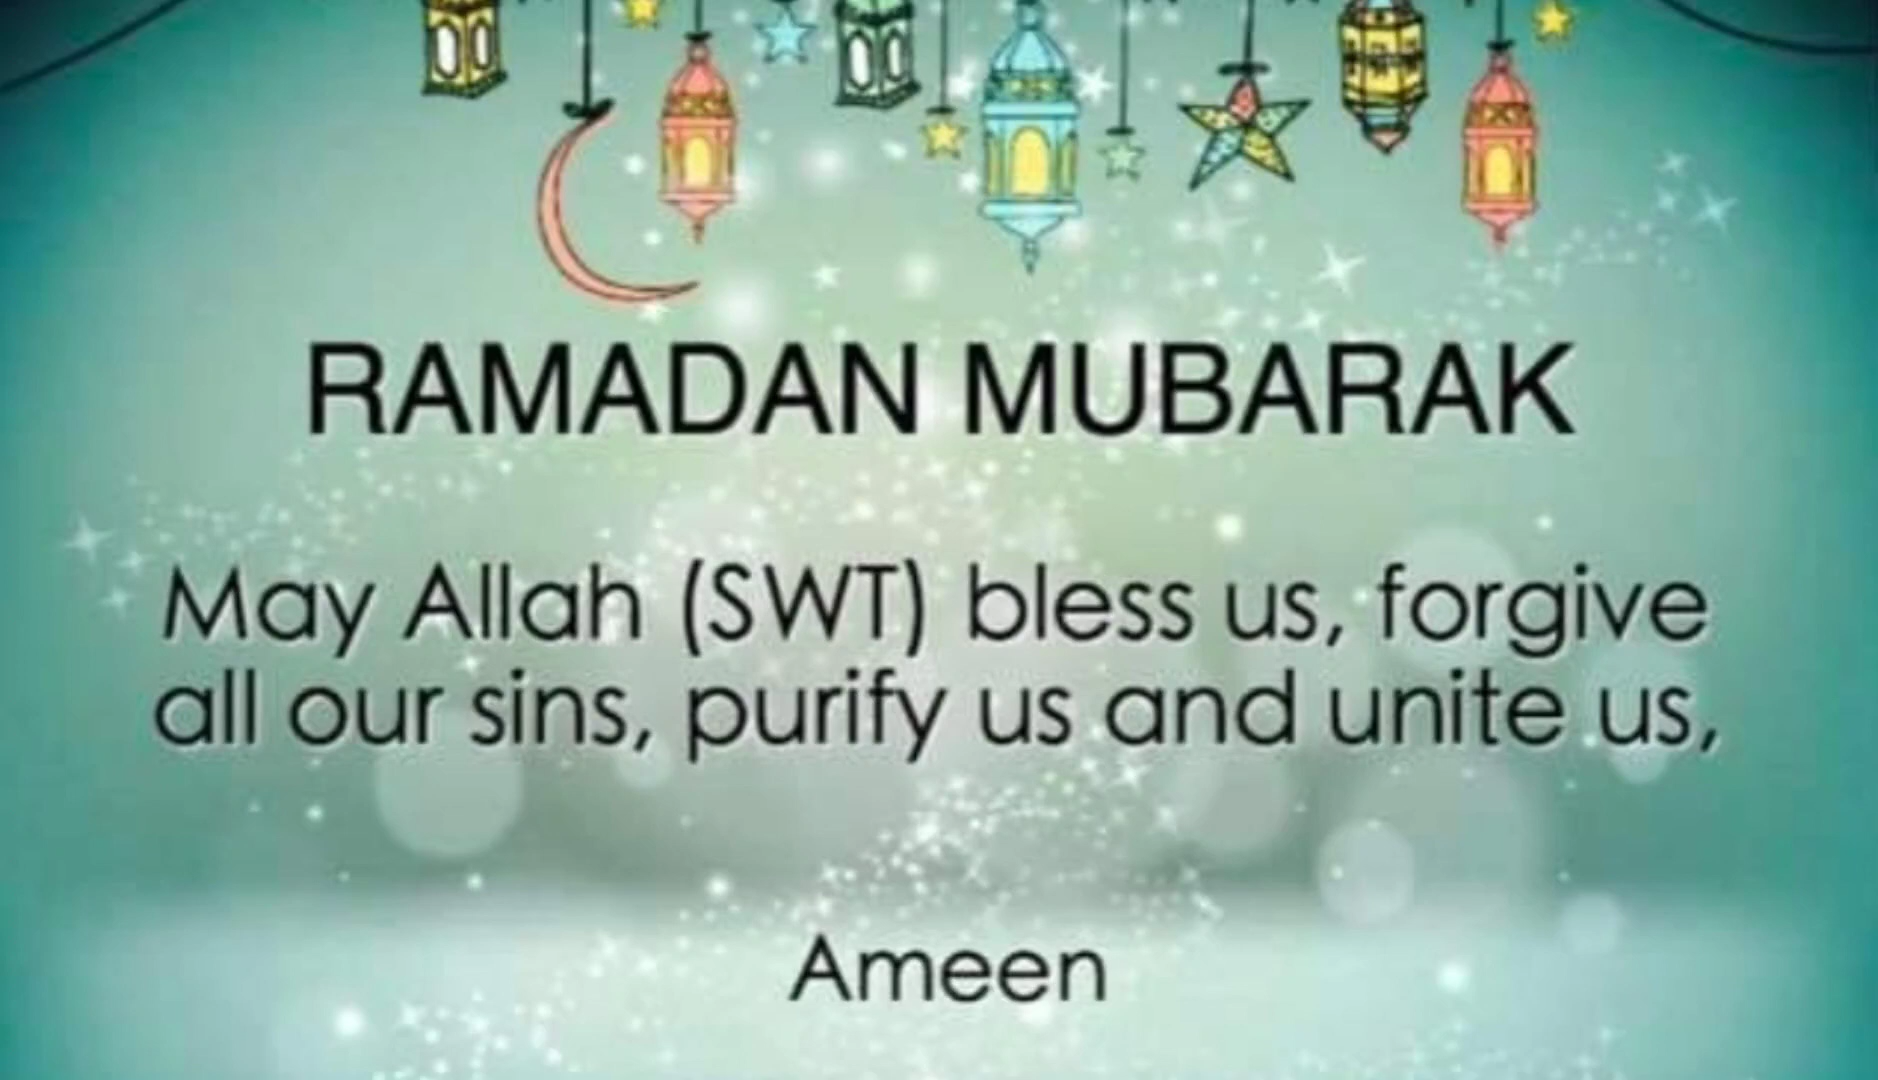 RAMADAN MUBARAK
May Allah (SWT) bless us, forgive
all our sins, purify us and unite us,
Ameen